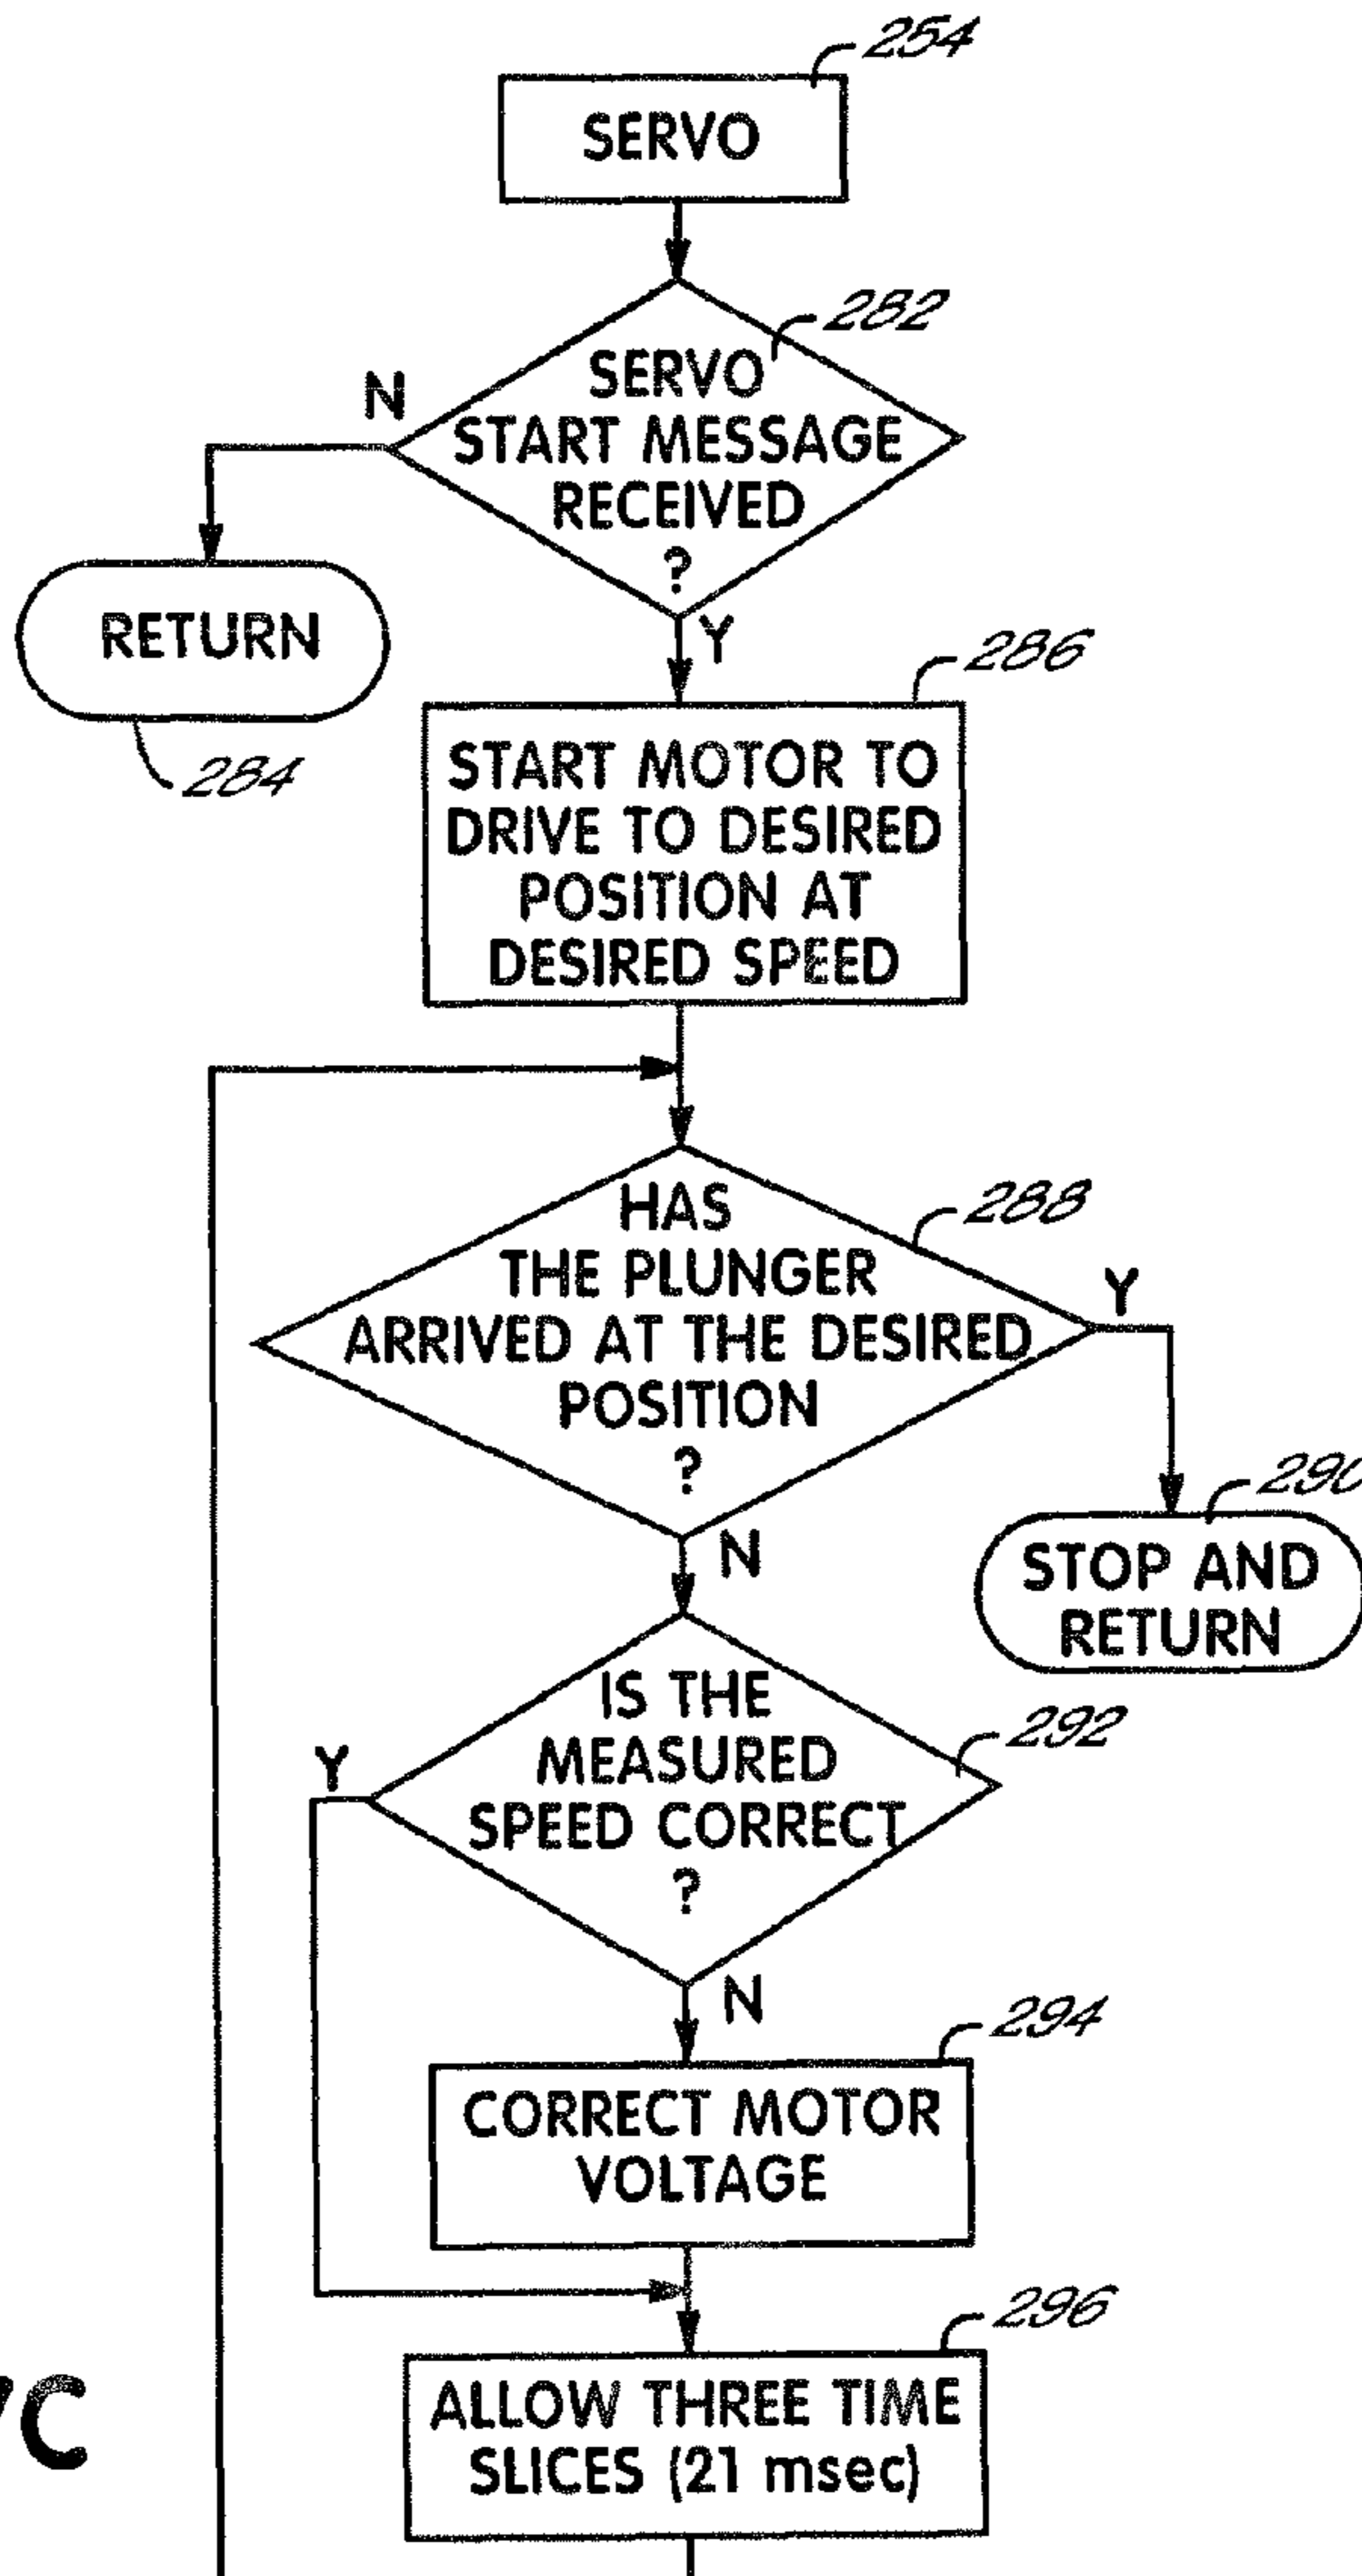 254
SERVO
282
SERVO
START MESSAGE
RECEIVED
?
N
Y
RETURN
284
286
START MOTOR TO
DRIVE TO DESIRED
POSITION AT
DESIRED SPEED
288
HAS
THE PLUNGER
ARRIVED AT THE DESIRED
POSITION
?
Y
N
290
STOP AND
RETURN
292
IS THE
MEASURED
SPEED CORRECT
?
Y
N
294
CORRECT MOTOR
VOLTAGE
296
ALLOW THREE TIME
SLICES (21 msec)